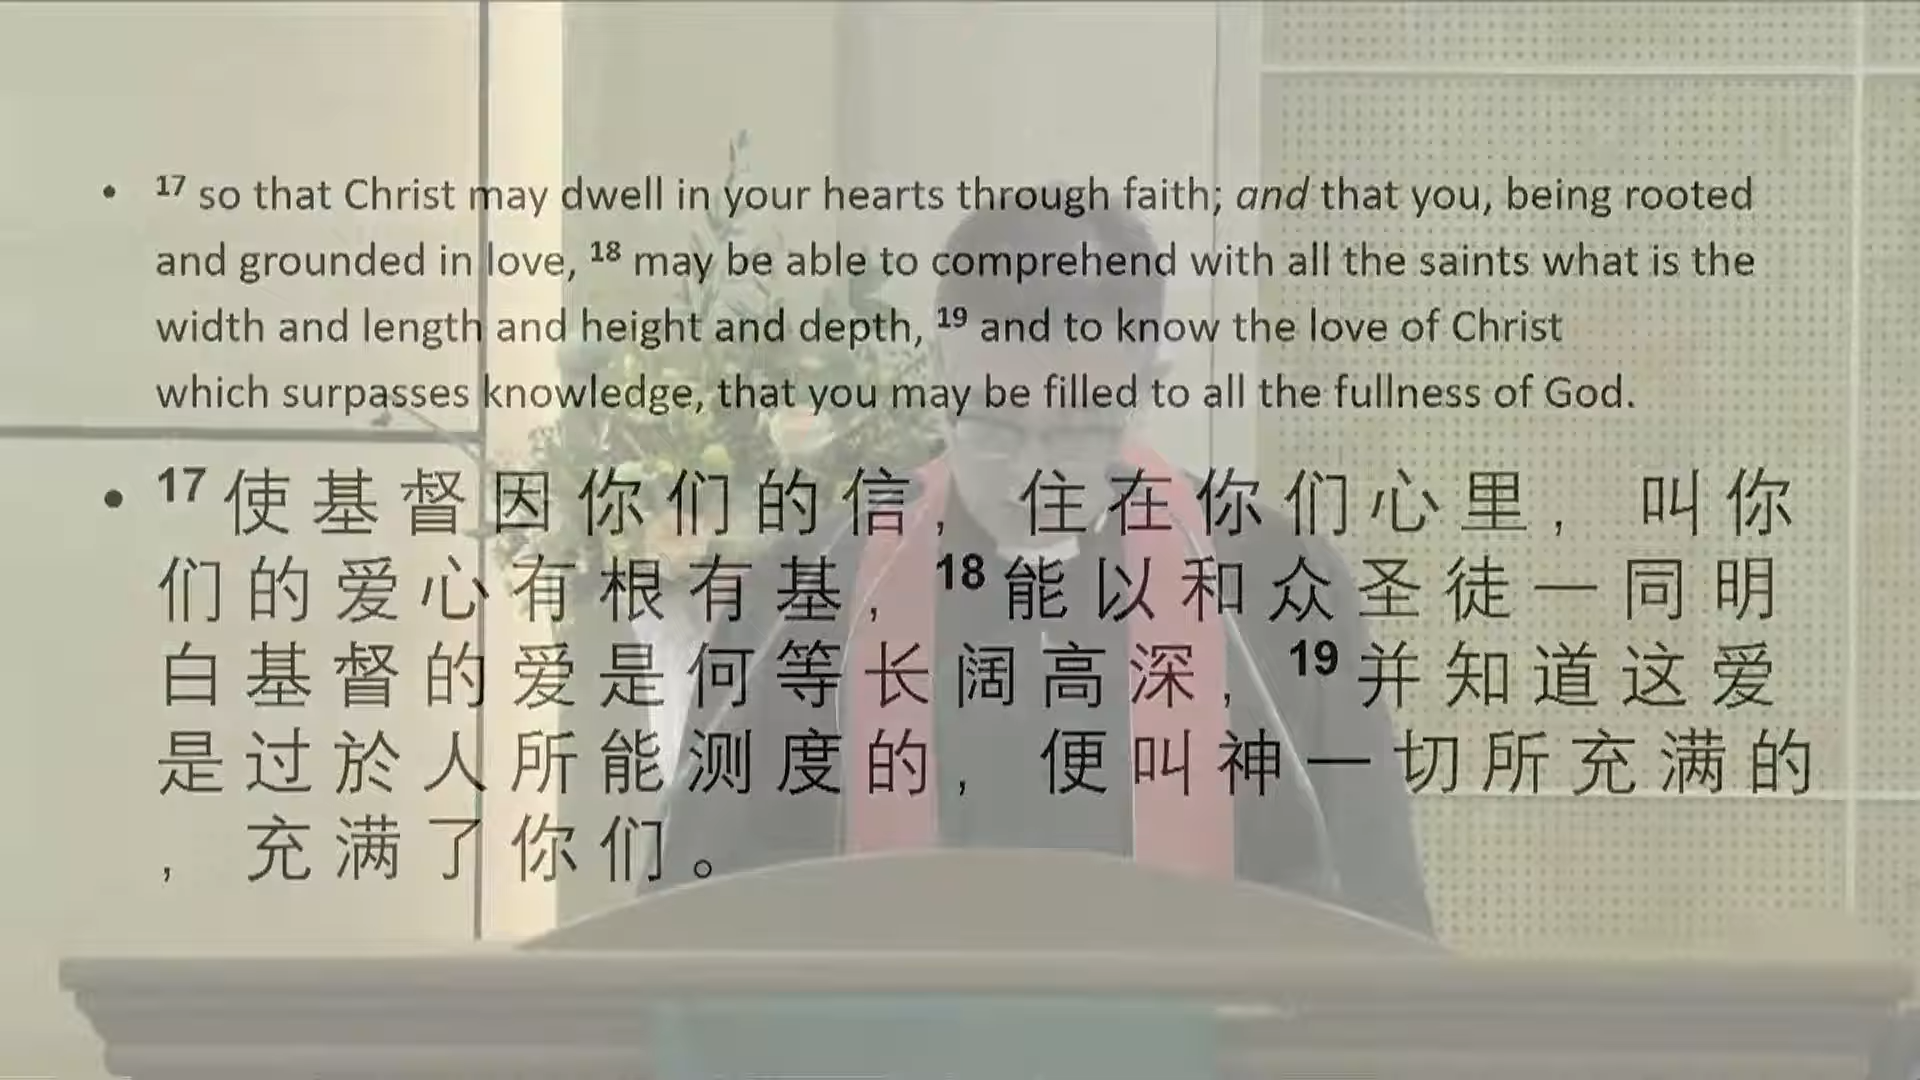 • 17 so that Christ may dwell in your hearts through faith; and that you, being rooted
and grounded in love, 18 may be able to comprehend with all the saints what is the
width and length and height and depth, 19 and to know the love of Christ
which surpasses knowledge, that you may be filled to all the fullness of God.
• 17 使基督因你们的信，住在你们心里，叫你
们的爱心有根有基，18 能以和众圣徒一同明
白基督的爱是何等长阔高深，19 并知道这爱
是过於人所能测度的，便叫神一切所充满的
，充满了你们。